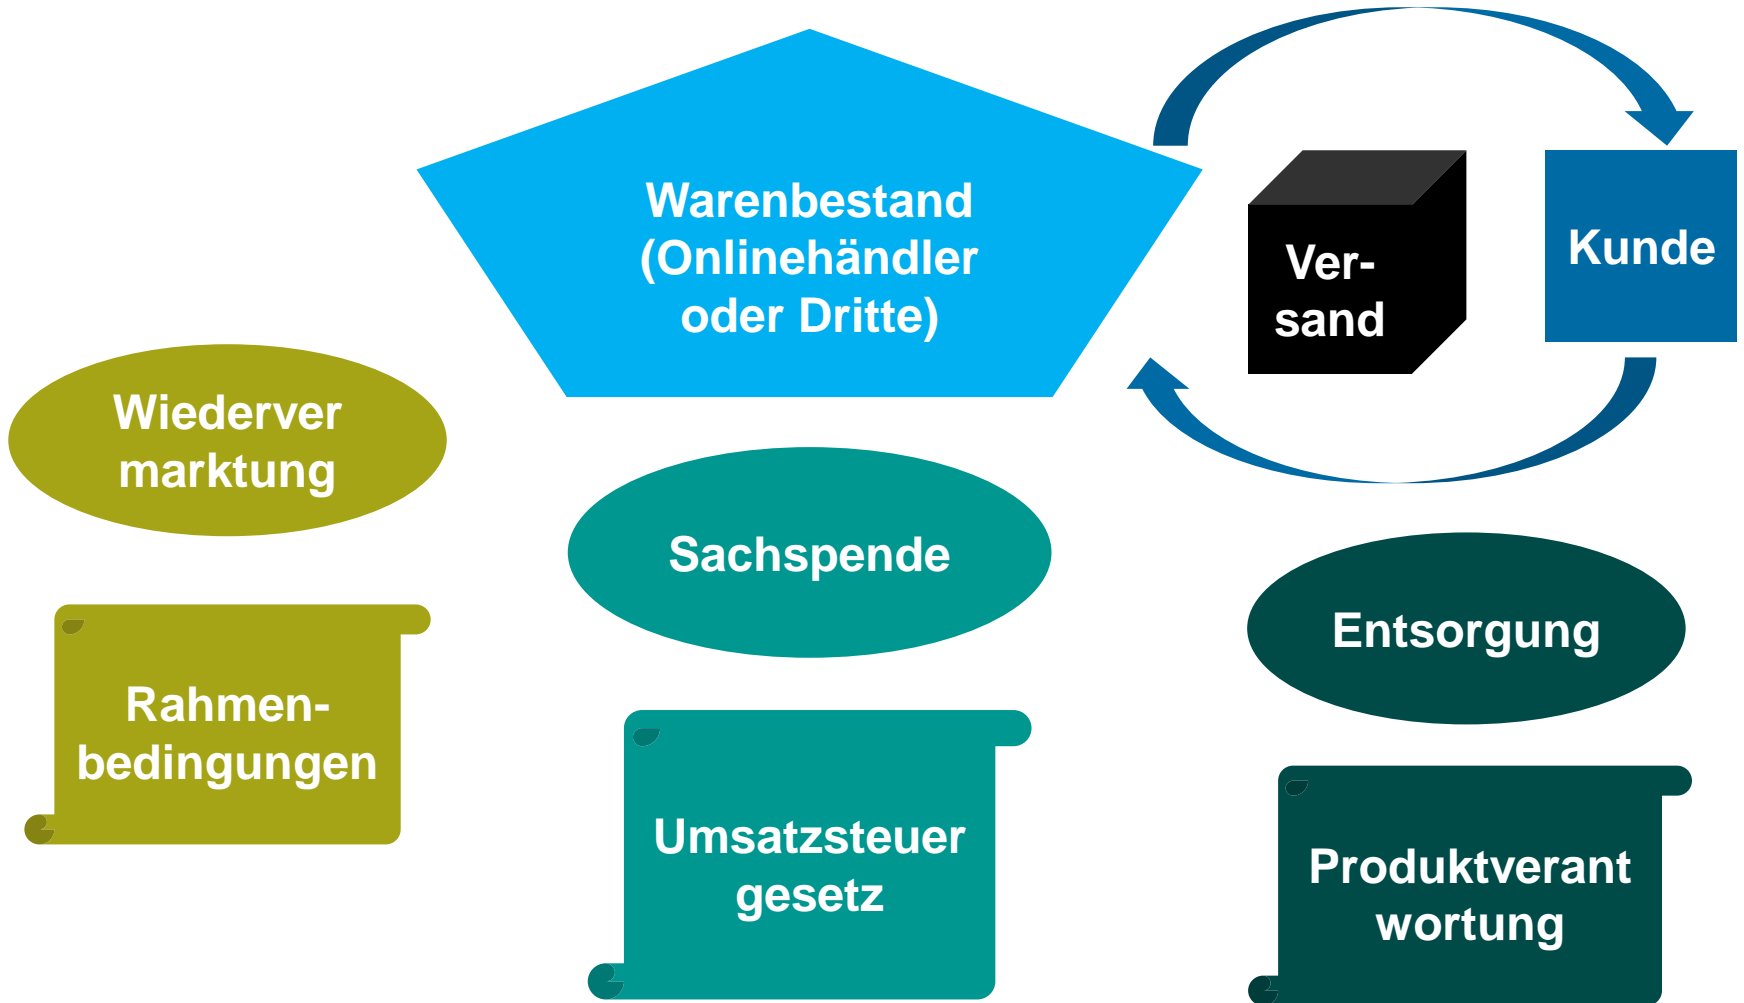 Warenbestand
(Onlinehändler
oder Dritte)
Ver-
sand
Kunde
Wiederver
marktung
Sachspende
Entsorgung
Rahmen-
bedingungen
Umsatzsteuer
gesetz
Produktverant
wortung